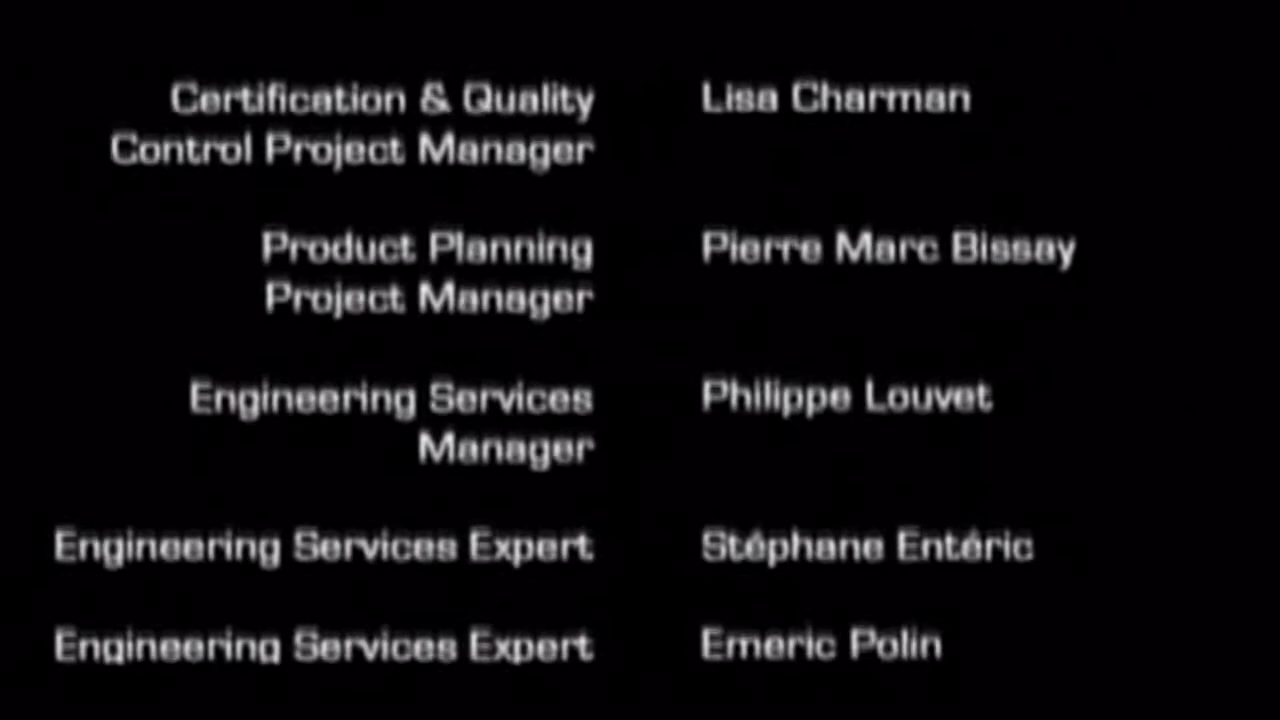 Certification & Quality Lisa Charman
Control Project Manager
Product Planning Pierre Marc Bissay
Project Manager
Engineering Services Philippe Louvet
Manager
Engineering Services Expert Stéphane Entéric
Engineering Services Expert Emeric Polin